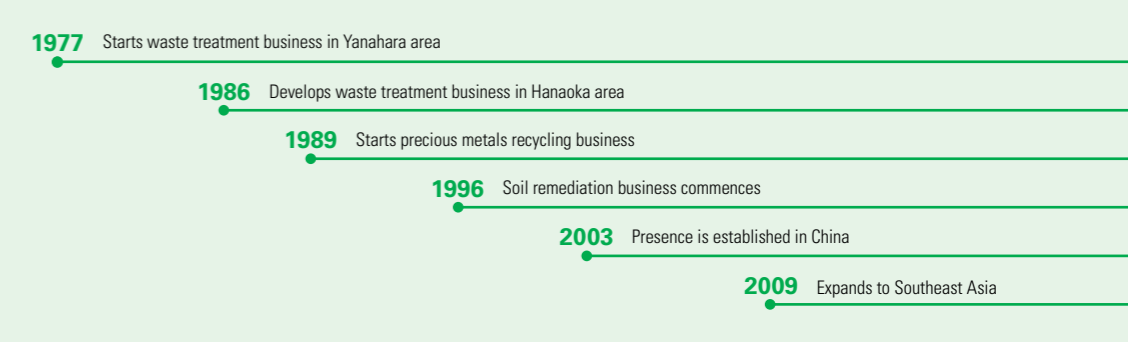 1977 Starts waste treatment business in Yanahara area
1986 Develops waste treatment business in Hanaoka area
1989 Starts precious metals recycling business
1996 Soil remediation business commences
2003 Presence is established in China
2009 Expands to Southeast Asia